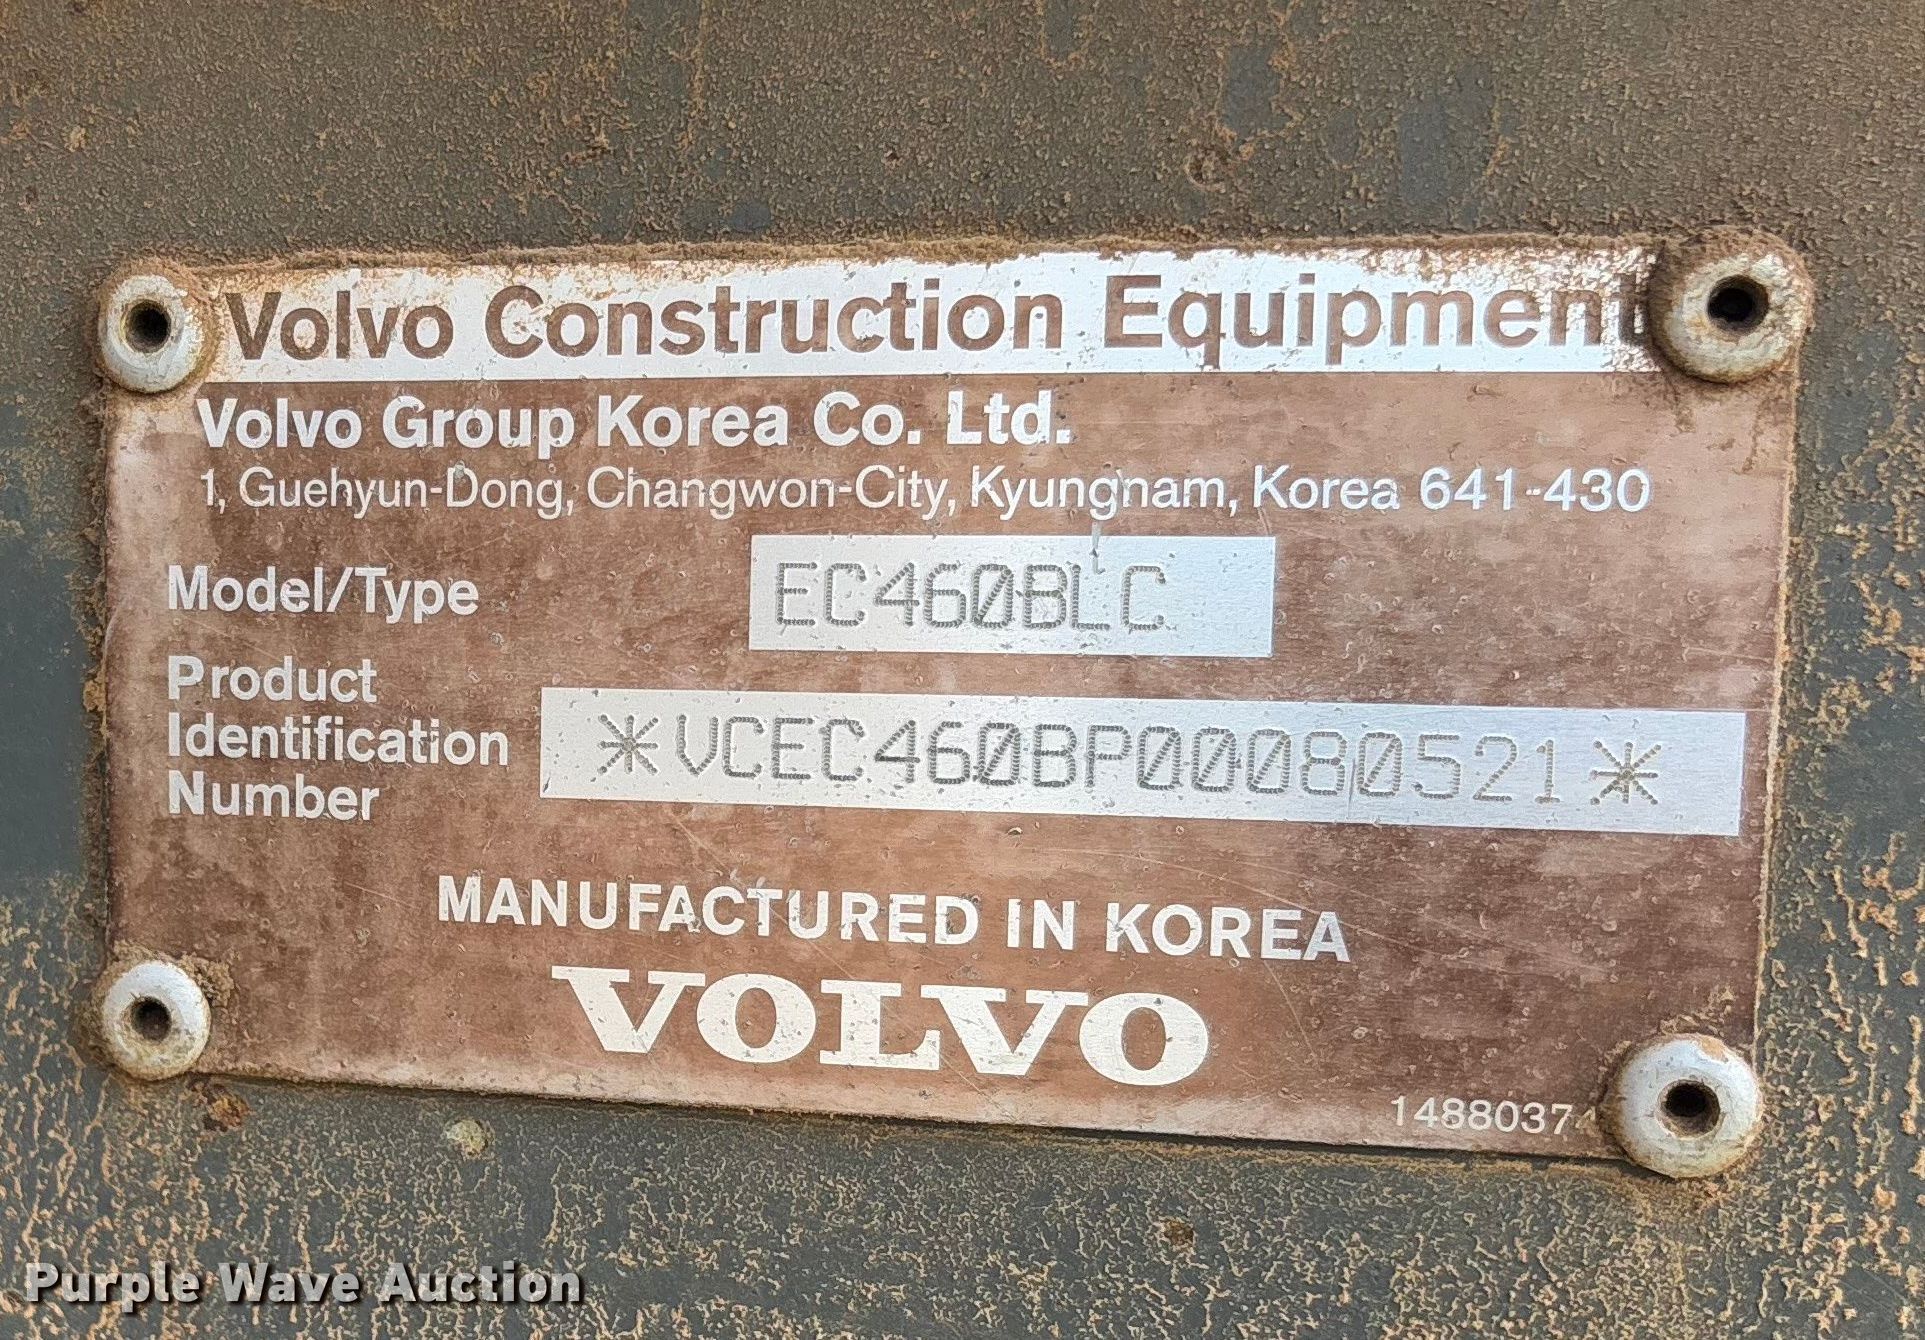 Volvo Construction Equipment
Volvo Group Korea Co. Ltd.
1, Guehyun-Dong, Changwon-City, Kyungnam, Korea 641-430
Model/Type EC460BLC
Product
Identification
Number
*VCEC460BP00080521*
MANUFACTURED IN KOREA
VOLVO
1488037
Purple Wave Auction